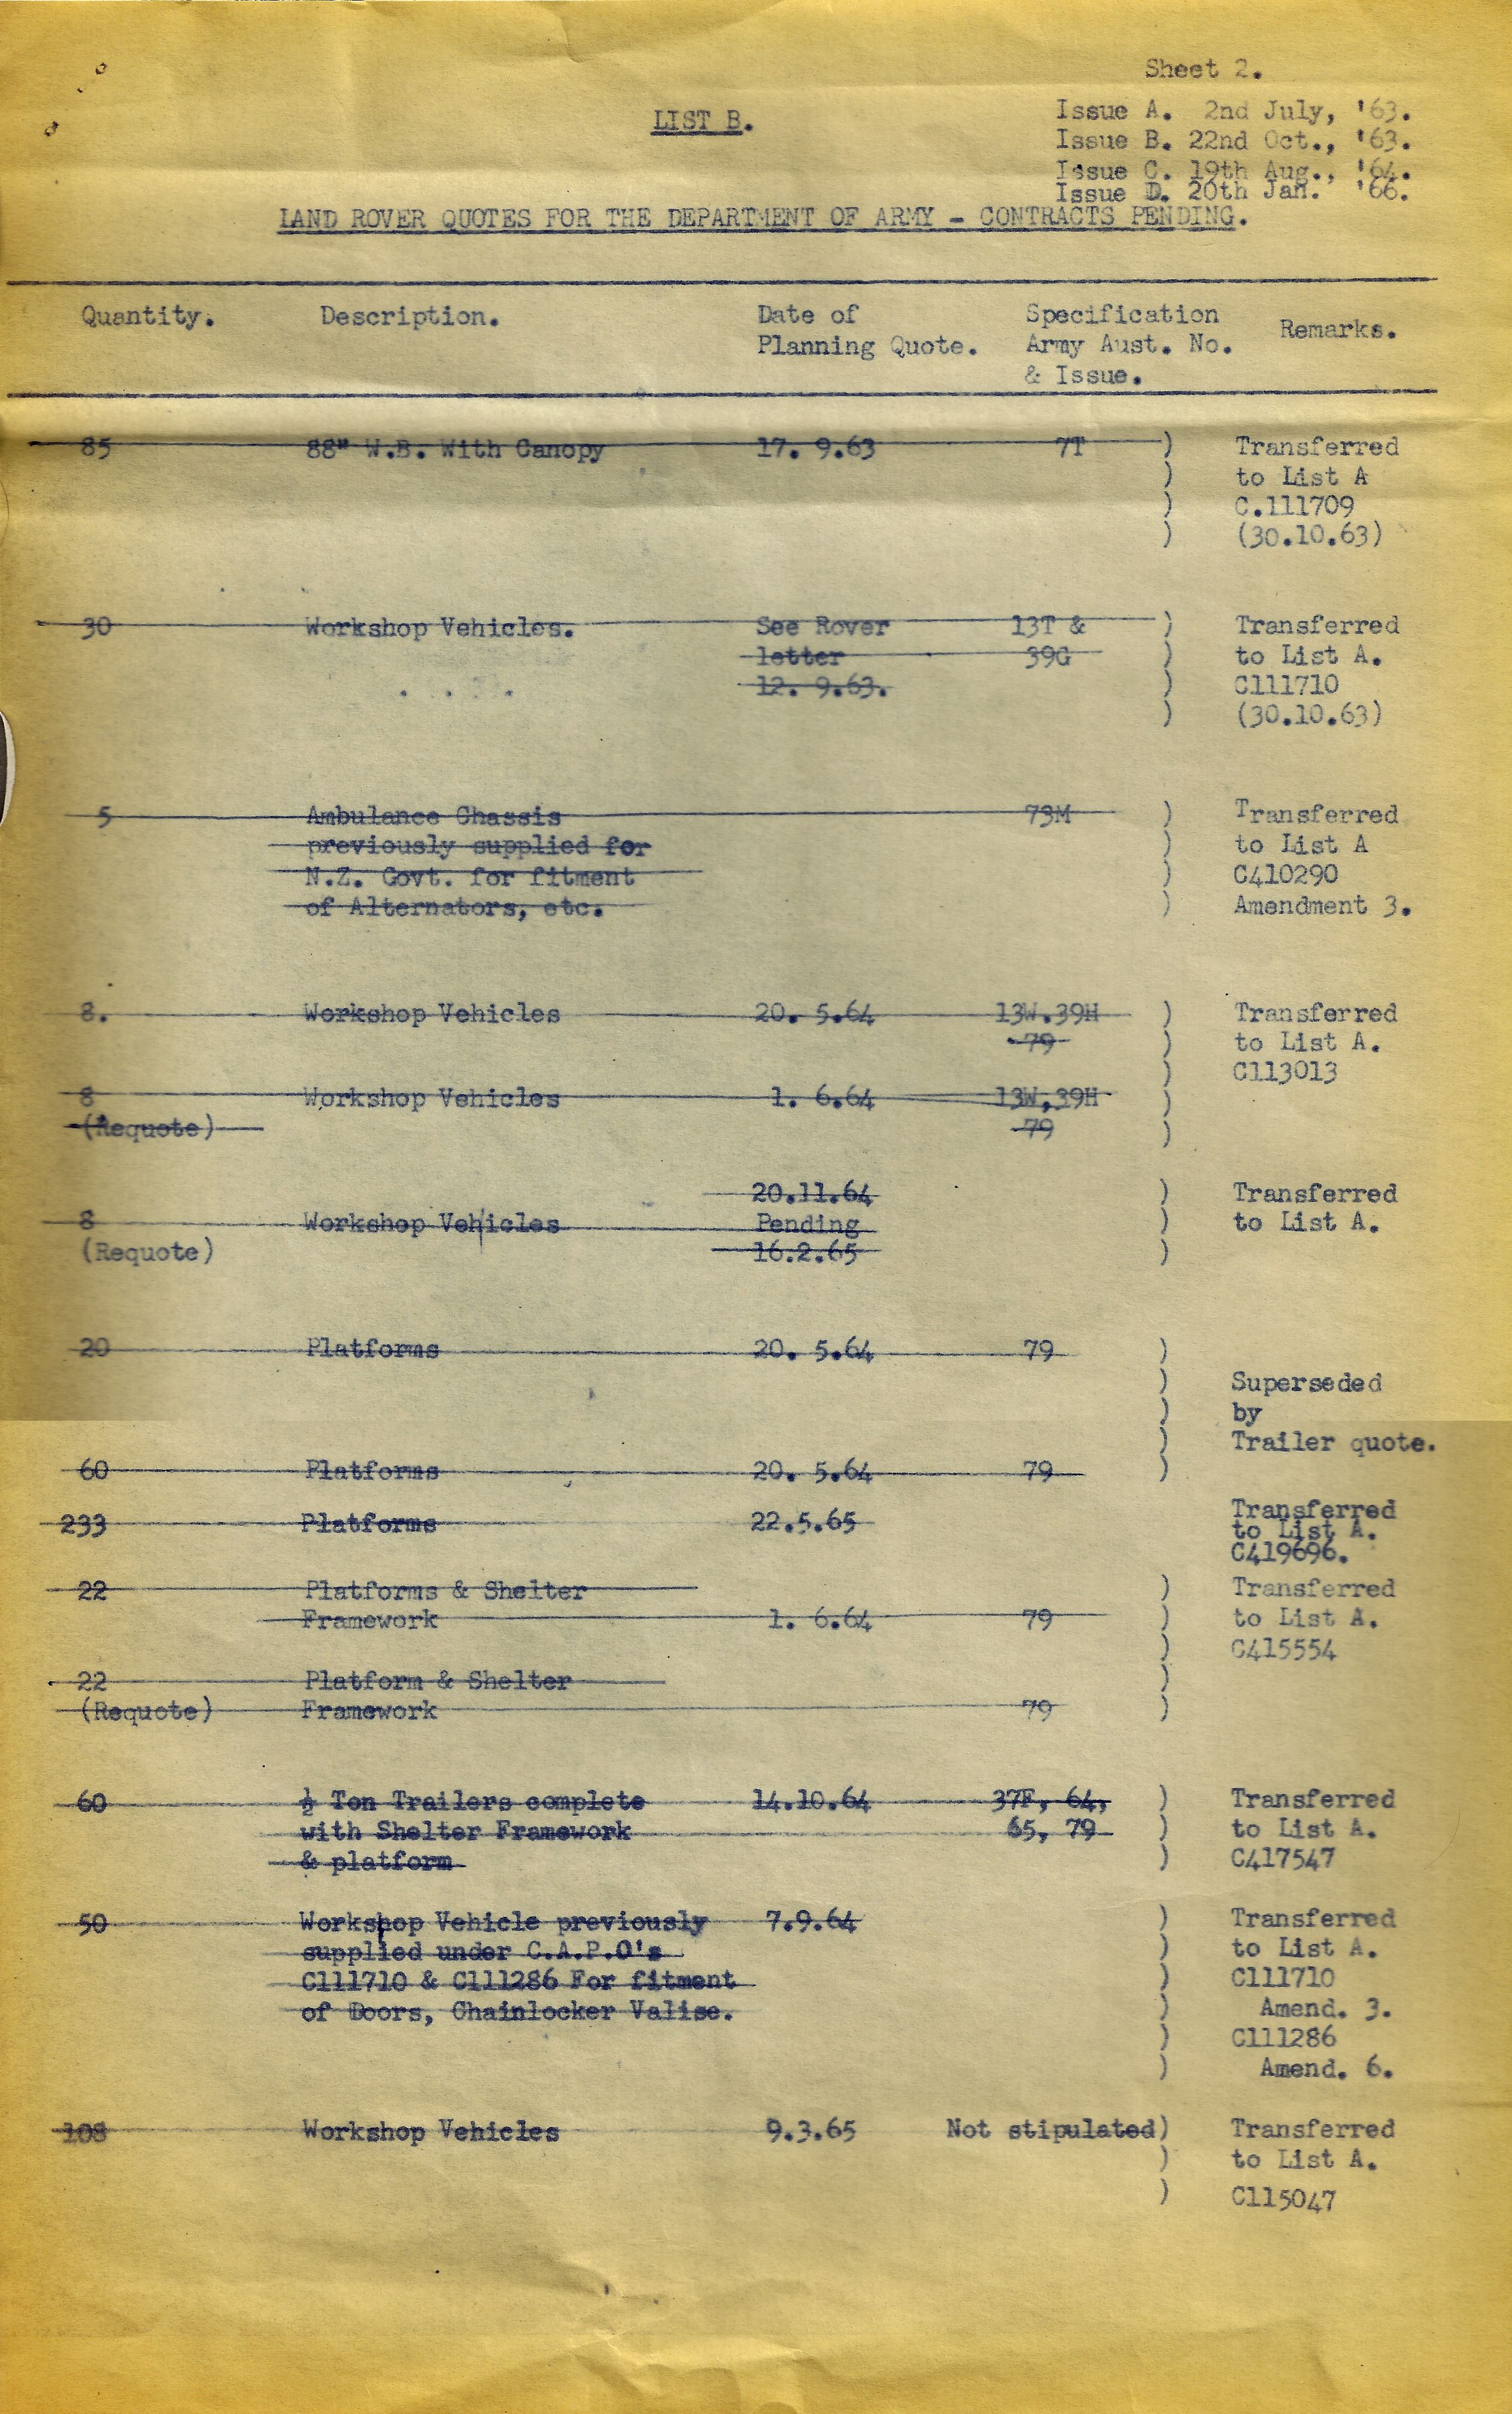 Sheet 2.
LIST B.
Issue A. 2nd July, '63.
Issue B. 22nd Oct., '63.
Issue C. 19th Aug., '64.
Issue D. 20th Jan. '66.
LAND ROVER QUOTES FOR THE DEPARTMENT OF ARMY - CONTRACTS PENDING.
Quantity. Description. Date of Specification Remarks.
Planning Quote. Army Aust. No.
& Issue.
85 88" W.B. With Canopy 17. 9.63 7T ) Transferred
) to List A
) C.111709
) (30.10.63)
30 Workshop Vehicles. See Rover 13T & ) Transferred
letter 39G ) to List A.
12. 9.63. ) C111710
) (30.10.63)
5 Ambulance Chassis 73M ) Transferred
previously supplied for ) to List A
N.Z. Govt. for fitment ) C410290
of Alternators, etc. ) Amendment 3.
8. Workshop Vehicles 20. 5.64 13W.39H ) Transferred
79 ) to List A.
) C113013
8 Workshop Vehicles 1. 6.64 13W,39H )
(Requote) 79 )
20.11.64 ) Transferred
8 Workshop Vehicles Pending ) to List A.
(Requote) 16.2.65 )
20 Platforms 20. 5.64 79 )
) Superseded
) by
) Trailer quote.
60 Platforms 20. 5.64 79 )
233 Platforms 22.5.65 Transferred
to List A.
C419696.
22 Platforms & Shelter ) Transferred
Framework 1. 6.64 79 ) to List A.
) C415554
22 Platform & Shelter )
(Requote) Framework 79 )
60 ½ Ton Trailers complete 14.10.64 37F, 64, ) Transferred
with Shelter Framework 65, 79 ) to List A.
& platform ) C417547
50 Workshop Vehicle previously 7.9.64 ) Transferred
supplied under C.A.P.O's ) to List A.
C111710 & C111286 For fitment ) C111710
of Doors, Chainlocker Valise. ) Amend. 3.
) C111286
) Amend. 6.
108 Workshop Vehicles 9.3.65 Not stipulated) Transferred
) to List A.
) C115047